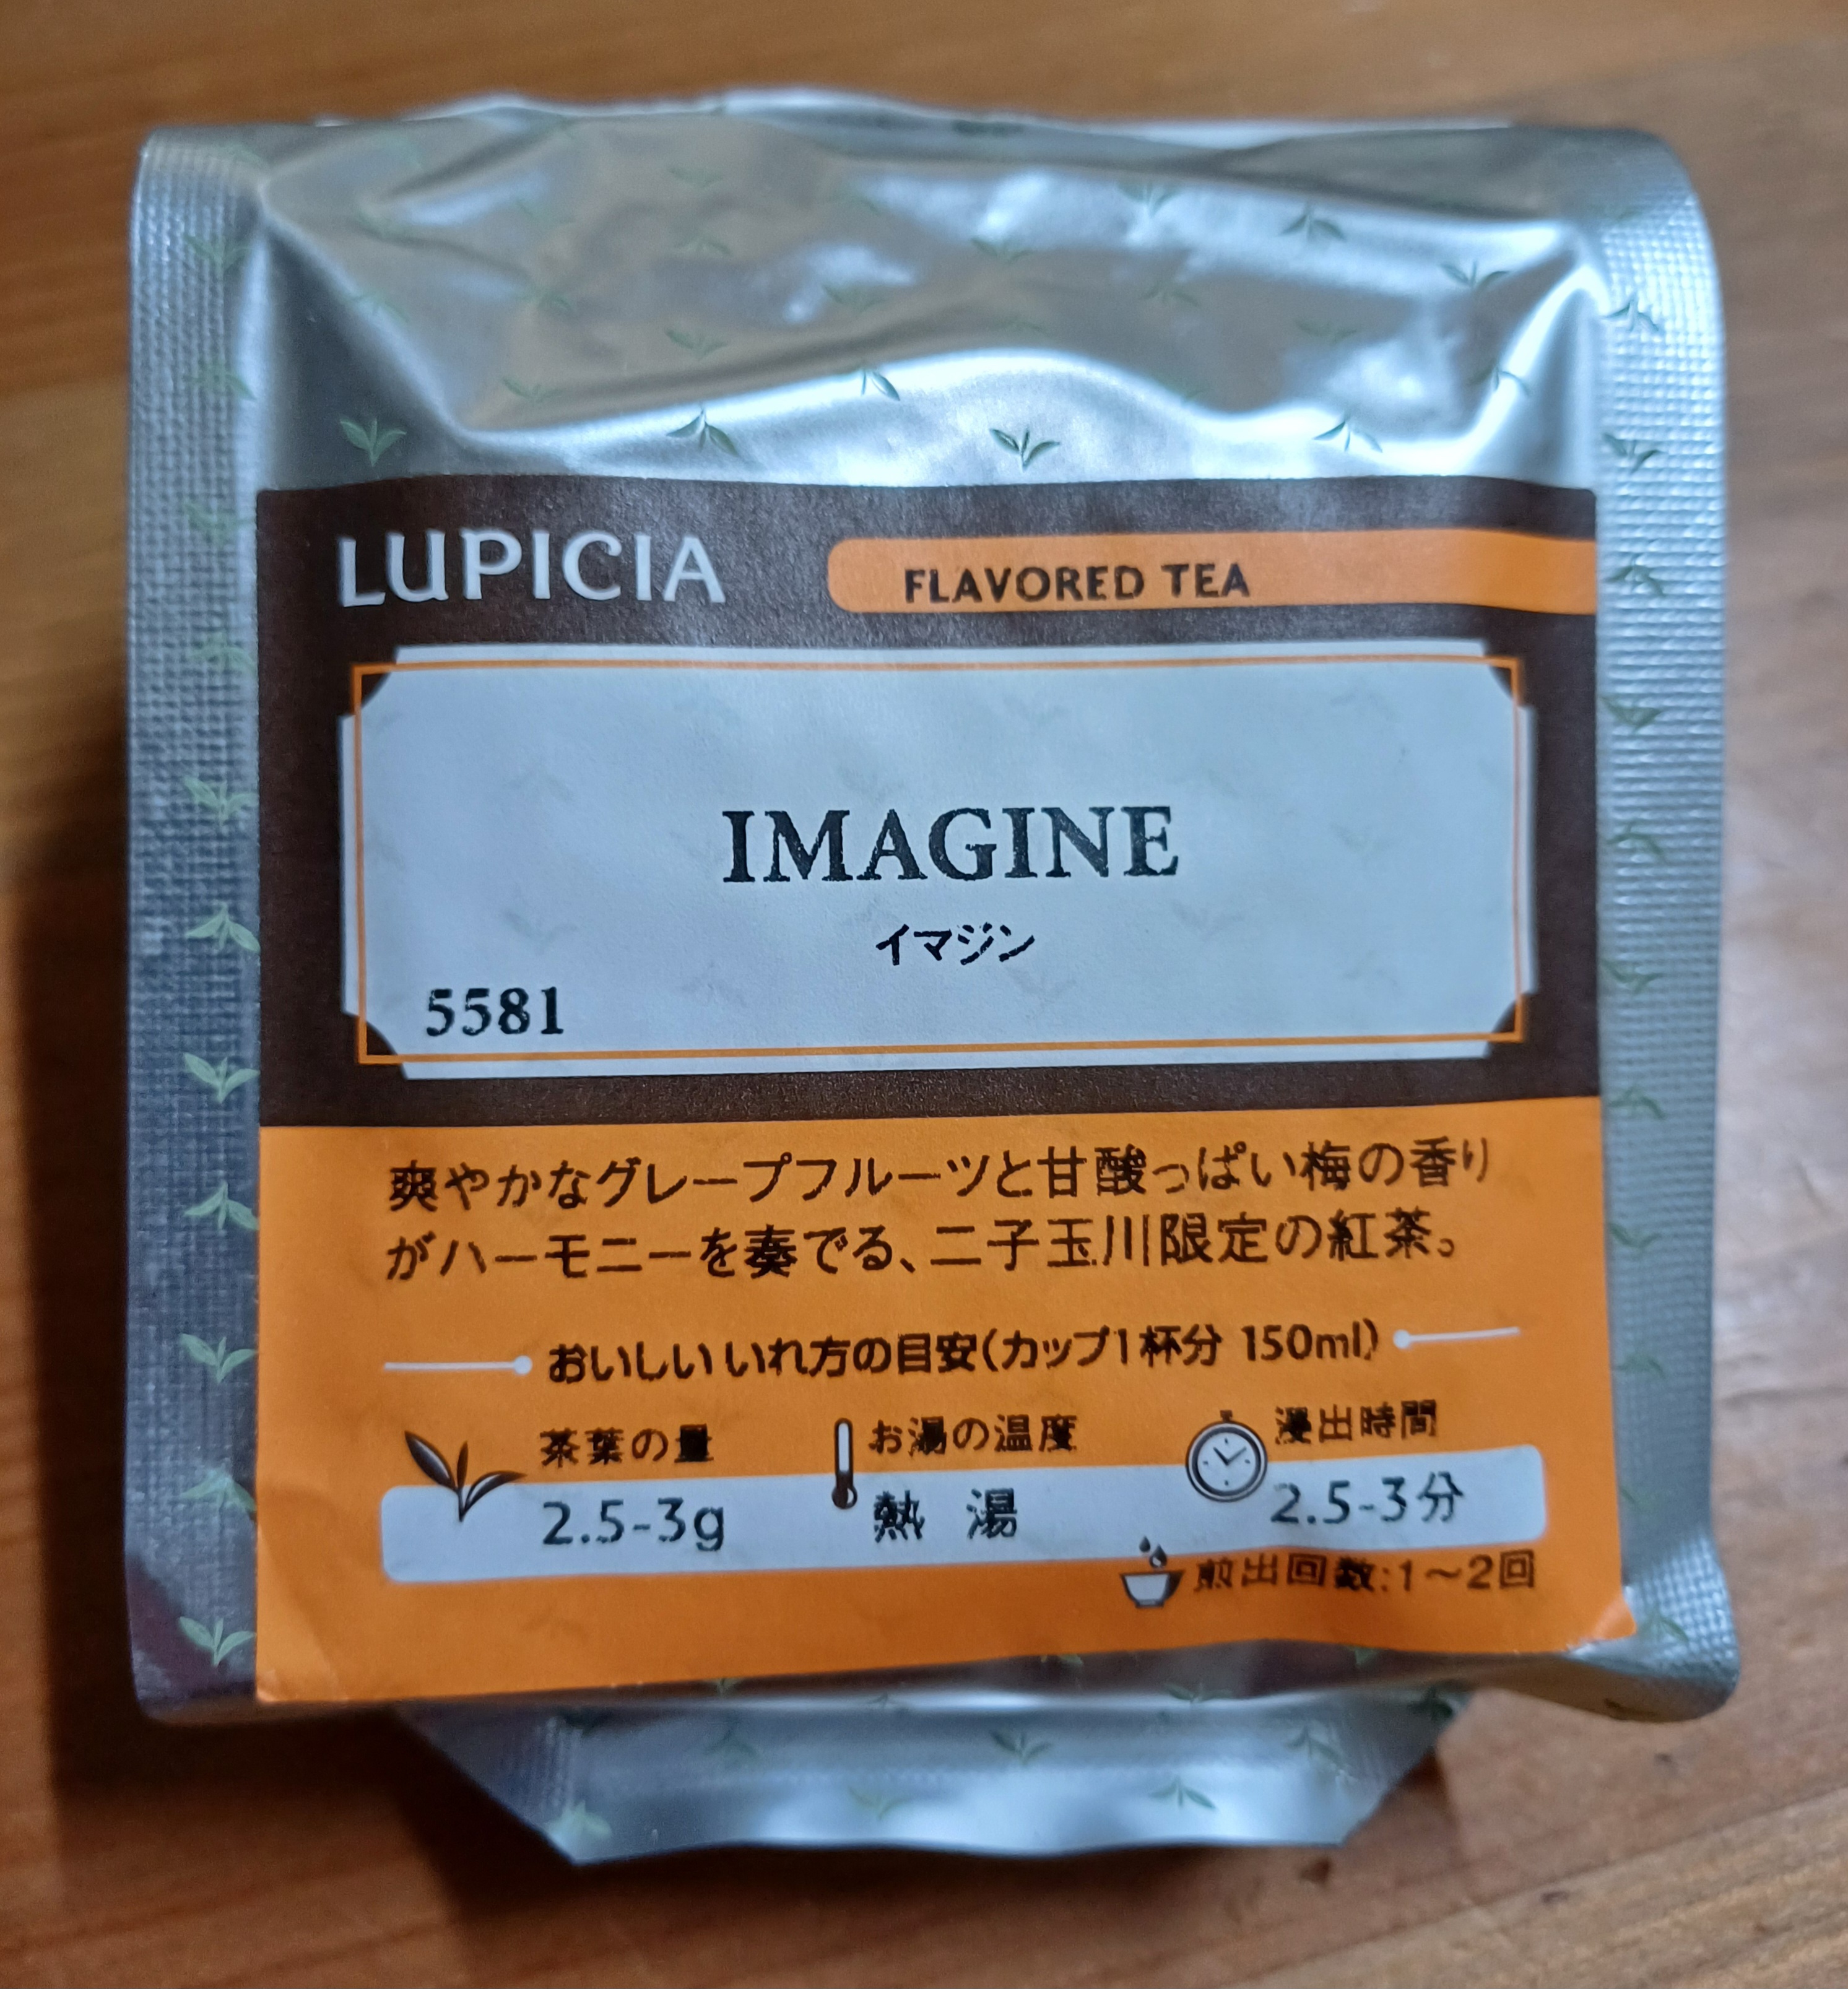 LUPICIA
FLAVORED TEA
IMAGINE
イマジン
5581
爽やかなグレープフルーツと甘酸っぱい梅の香り
がハーモニーを奏でる、二子玉川限定の紅茶。
おいしいいれ方の目安(カップ1杯分 150ml)
茶葉の量
お湯の温度
浸出時間
2.5-3g
熱 湯
2.5-3分
煎出回数:1～2回